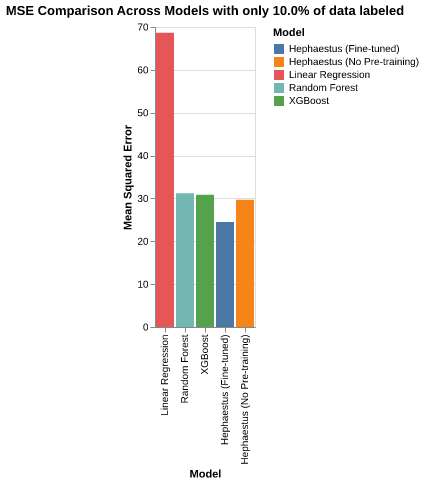 MSE Comparison Across Models with only 10.0% of data labeled
Model
Hephaestus (Fine-tuned)
Hephaestus (No Pre-training)
Linear Regression
Random Forest
XGBoost
Mean Squared Error
70
60
50
40
30
20
10
0
Linear Regression
Random Forest
XGBoost
Hephaestus (Fine-tuned)
Hephaestus (No Pre-training)
Model